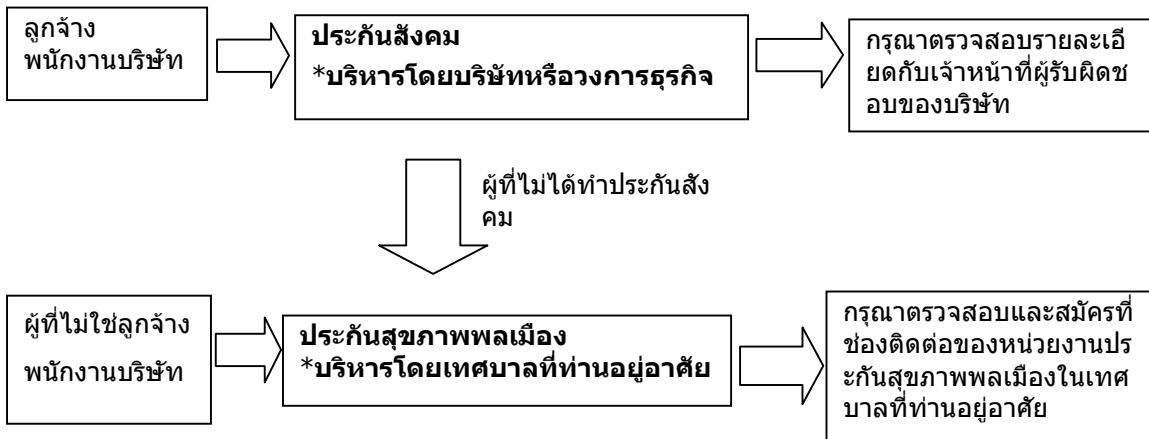 ลูกจ้าง
พนักงานบริษัท
ประกันสังคม
*บริหารโดยบริษัทหรือวงการธุรกิจ
กรุณาตรวจสอบรายละเอี
ยดกับเจ้าหน้าที่ผู้รับผิดช
อบของบริษัท
ผู้ที่ไม่ได้ทำประกันสัง
คม
ผู้ที่ไม่ใช่ลูกจ้าง
พนักงานบริษัท
ประกันสุขภาพพลเมือง
*บริหารโดยเทศบาลที่ท่านอยู่อาศัย
กรุณาตรวจสอบและสมัครที่
ช่องติดต่อของหน่วยงานปร
ะกันสุขภาพพลเมืองในเทศ
บาลที่ท่านอยู่อาศัย